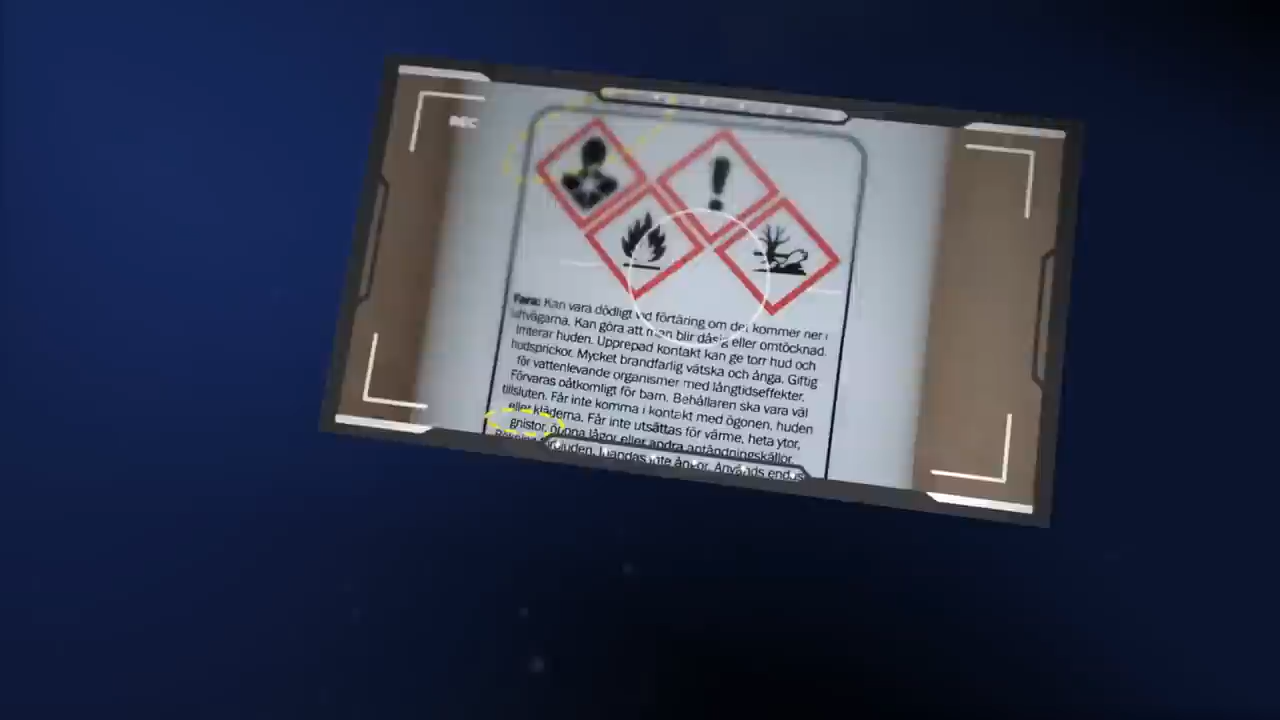 REC
Fara: Kan vara dödligt vid förtäring om det kommer ner i
luftvägarna. Kan göra att man blir dåsig eller omtöcknad.
Irriterar huden. Upprepad kontakt kan ge torr hud och
hudsprickor. Mycket brandfarlig vätska och ånga. Giftig
för vattenlevande organismer med långtidseffekter.
Förvaras oåtkomligt för barn. Behållaren ska vara väl
tillsluten. Får inte komma i kontakt med ögonen, huden
eller kläderna. Får inte utsättas för värme, heta ytor,
gnistor, öppna lågor eller andra antändningskällor.
förbjuden. Inandas inte ångor. Används endas